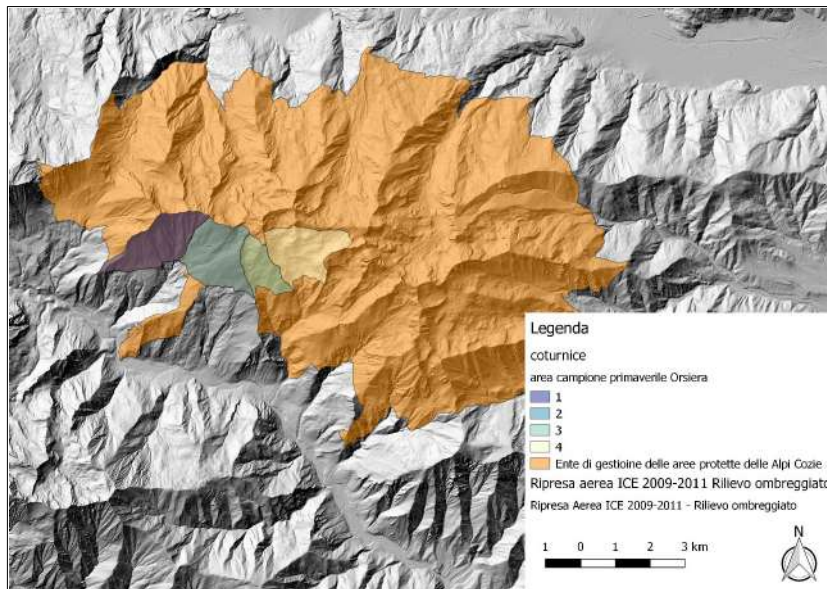 Legenda
coturnice
area campione primaverile Orsiera
1
2
3
4
Ente di gestioine delle aree protette delle Alpi Cozie
Ripresa aerea ICE 2009-2011 Rilievo ombreggiato
Ripresa Aerea ICE 2009-2011 - Rilievo ombreggiato
N
1 0 1 2 3 km